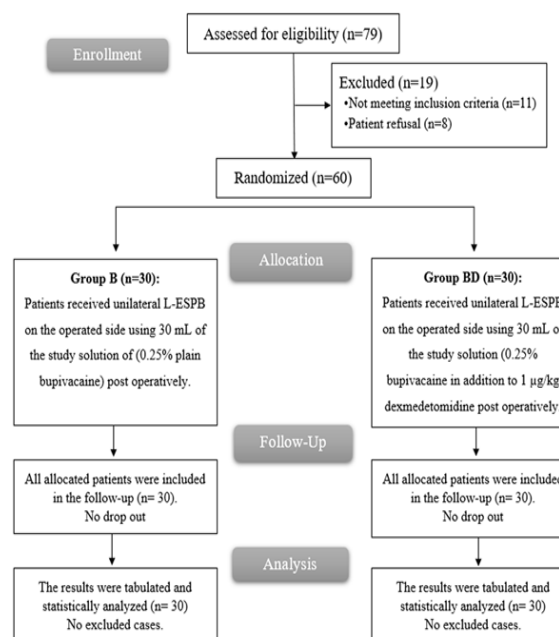 Assessed for eligibility (n=79)
Enrollment
Excluded (n=19)
•Not meeting inclusion criteria (n=11)
•Patient refusal (n=8)
Randomized (n=60)
Allocation
Group B (n=30):
Patients received unilateral L-ESPB
on the operated side using 30 mL of
the study solution of (0.25% plain
bupivacaine) post operatively.
Group BD (n=30):
Patients received unilateral L-ESPB
on the operated side using 30 mL of
the study solution (0.25%
bupivacaine in addition to 1 µg/kg
dexmedetomidine post operatively
Follow-Up
All allocated patients were included
in the follow-up (n= 30).
No drop out
All allocated patients were included
in the follow-up (n= 30).
No drop out
Analysis
The results were tabulated and
statistically analyzed (n= 30)
No excluded cases.
The results were tabulated and
statistically analyzed (n= 30)
No excluded cases.